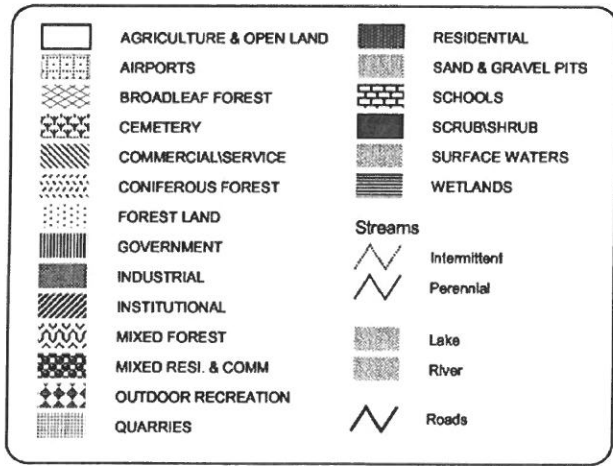 AGRICULTURE & OPEN LAND
AIRPORTS
BROADLEAF FOREST
CEMETERY
COMMERCIAL\SERVICE
CONIFEROUS FOREST
FOREST LAND
GOVERNMENT
INDUSTRIAL
INSTITUTIONAL
MIXED FOREST
MIXED RESI. & COMM
OUTDOOR RECREATION
QUARRIES
RESIDENTIAL
SAND & GRAVEL PITS
SCHOOLS
SCRUB\SHRUB
SURFACE WATERS
WETLANDS
Streams
Intermittent
Perennial
Lake
River
Roads